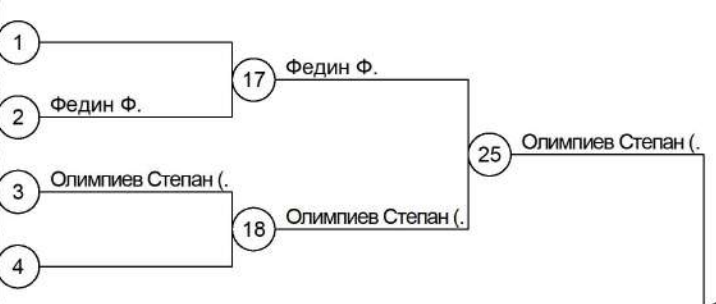 1
17 Федин Ф.
2 Федин Ф.
25 Олимпиев Степан (.
3 Олимпиев Степан (.
18 Олимпиев Степан (.
4